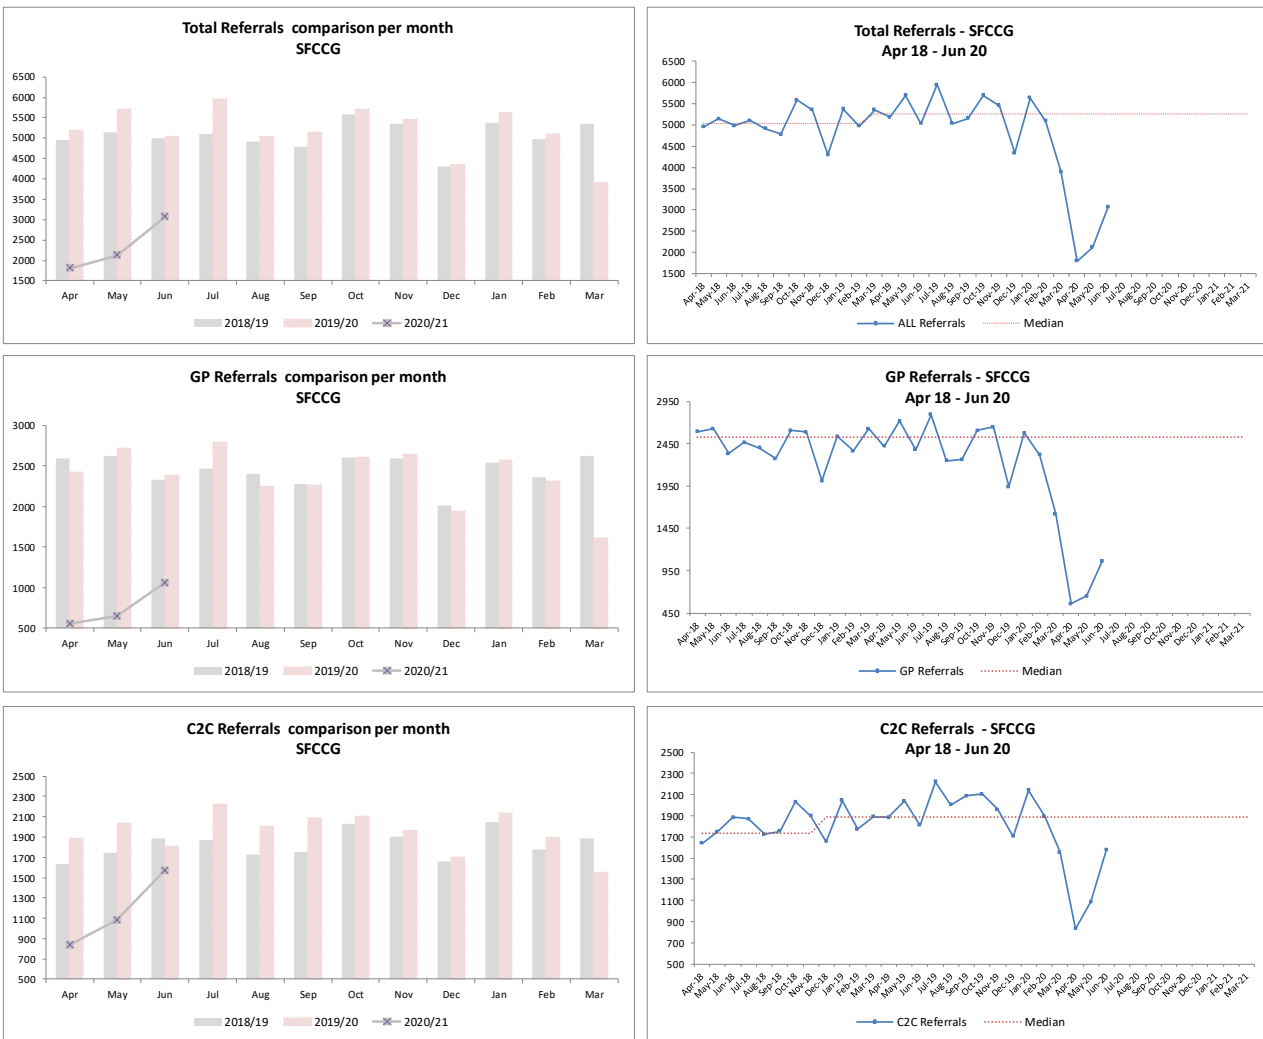 Total Referrals comparison per month
SFCCG
6500
6000
5500
5000
4500
4000
3500
3000
2500
2000
1500
Apr May Jun Jul Aug Sep Oct Nov Dec Jan Feb Mar
2018/19 2019/20 2020/21
Total Referrals - SFCCG
Apr 18 - Jun 20
6500
6000
5500
5000
4500
4000
3500
3000
2500
2000
1500
Apr-18 May-18 Jun-18 Jul-18 Aug-18 Sep-18 Oct-18 Nov-18 Dec-18 Jan-19 Feb-19 Mar-19 Apr-19 May-19 Jun-19 Jul-19 Aug-19 Sep-19 Oct-19 Nov-19 Dec-19 Jan-20 Feb-20 Mar-20 Apr-20 May-20 Jun-20 Jul-20 Aug-20 Sep-20 Oct-20 Nov-20 Dec-20 Jan-21 Feb-21 Mar-21
ALL Referrals Median
GP Referrals comparison per month
SFCCG
3000
2500
2000
1500
1000
500
Apr May Jun Jul Aug Sep Oct Nov Dec Jan Feb Mar
2018/19 2019/20 2020/21
GP Referrals - SFCCG
Apr 18 - Jun 20
2950
2450
1950
1450
950
450
Apr-18 May-18 Jun-18 Jul-18 Aug-18 Sep-18 Oct-18 Nov-18 Dec-18 Jan-19 Feb-19 Mar-19 Apr-19 May-19 Jun-19 Jul-19 Aug-19 Sep-19 Oct-19 Nov-19 Dec-19 Jan-20 Feb-20 Mar-20 Apr-20 May-20 Jun-20 Jul-20 Aug-20 Sep-20 Oct-20 Nov-20 Dec-20 Jan-21 Feb-21 Mar-21
GP Referrals Median
C2C Referrals comparison per month
SFCCG
2500
2300
2100
1900
1700
1500
1300
1100
900
700
500
Apr May Jun Jul Aug Sep Oct Nov Dec Jan Feb Mar
2018/19 2019/20 2020/21
C2C Referrals - SFCCG
Apr 18 - Jun 20
2500
2300
2100
1900
1700
1500
1300
1100
900
700
500
Apr-18 May-18 Jun-18 Jul-18 Aug-18 Sep-18 Oct-18 Nov-18 Dec-18 Jan-19 Feb-19 Mar-19 Apr-19 May-19 Jun-19 Jul-19 Aug-19 Sep-19 Oct-19 Nov-19 Dec-19 Jan-20 Feb-20 Mar-20 Apr-20 May-20 Jun-20 Jul-20 Aug-20 Sep-20 Oct-20 Nov-20 Dec-20 Jan-21 Feb-21 Mar-21
C2C Referrals Median